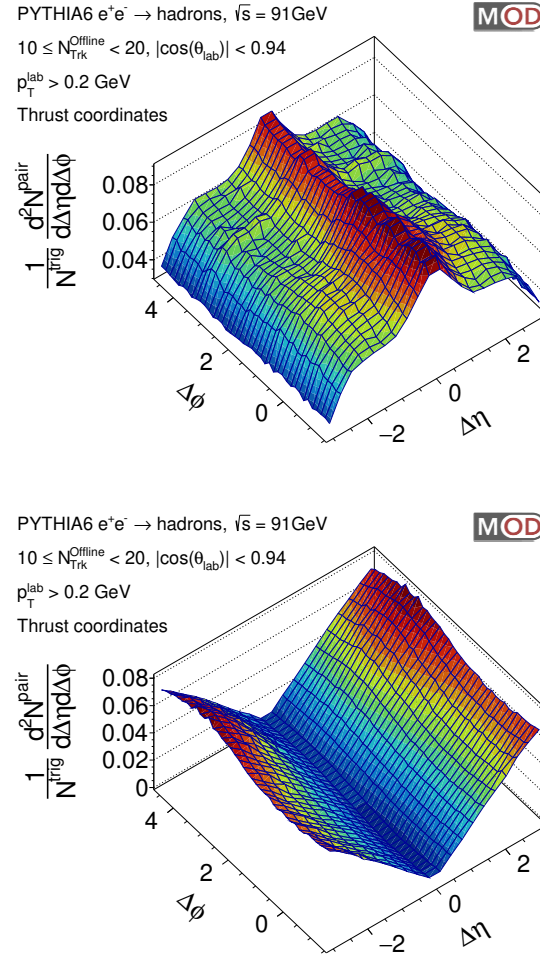 PYTHIA6 e⁺e⁻ → hadrons, √s = 91GeV
MOD
10 ≤ N_Trk^Offline < 20, |cos(θ_lab)| < 0.94
p_T^lab > 0.2 GeV
Thrust coordinates
1/N^trig d²N^pair/dΔηdΔϕ
0.08
0.06
0.04
4
2
0
Δϕ
−2
0
2
Δη
PYTHIA6 e⁺e⁻ → hadrons, √s = 91GeV
MOD
10 ≤ N_Trk^Offline < 20, |cos(θ_lab)| < 0.94
p_T^lab > 0.2 GeV
Thrust coordinates
1/N^trig d²N^pair/dΔηdΔϕ
0.08
0.06
0.04
0.02
0
4
2
0
Δϕ
−2
0
2
Δη